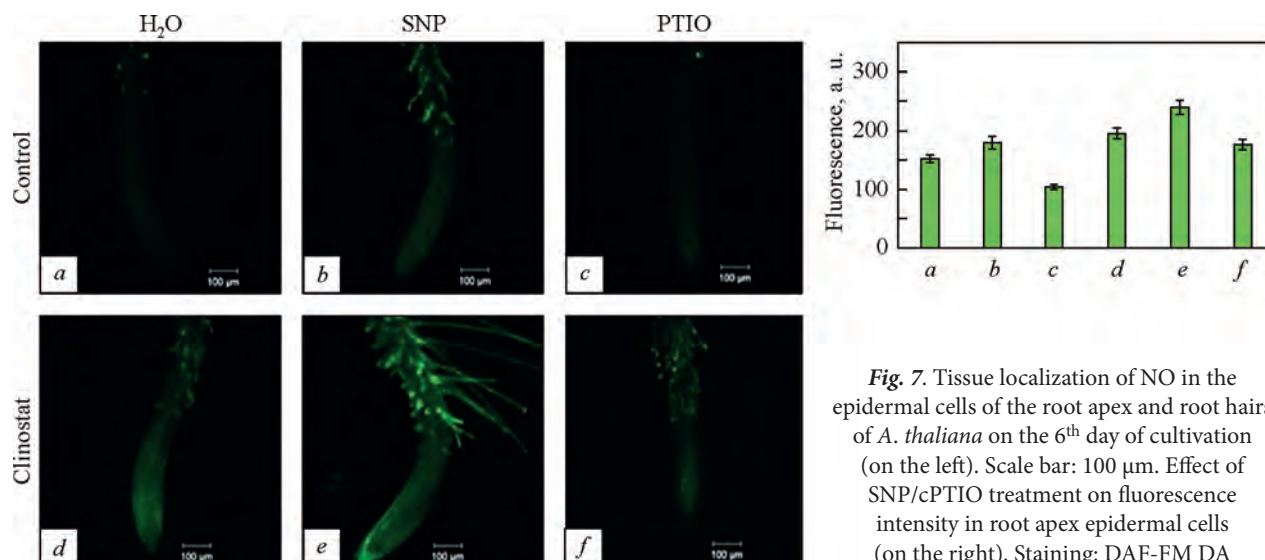 H₂O SNP PTIO
Control
a 100 µm
b 100 µm
c 100 µm
Clinostat
d 100 µm
e 100 µm
f 100 µm
Fluorescence, a. u.
300
200
100
0
a b c d e f
Fig. 7. Tissue localization of NO in the
epidermal cells of the root apex and root hairs
of A. thaliana on the 6th day of cultivation
(on the left). Scale bar: 100 µm. Effect of
SNP/cPTIO treatment on fluorescence
intensity in root apex epidermal cells
(on the right). Staining: DAF-FM DA